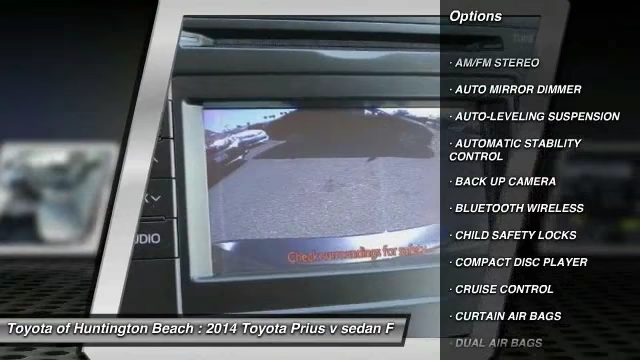 Options
· AM/FM STEREO
· AUTO MIRROR DIMMER
· AUTO-LEVELING SUSPENSION
· AUTOMATIC STABILITY
CONTROL
· BACK UP CAMERA
· BLUETOOTH WIRELESS
· CHILD SAFETY LOCKS
· COMPACT DISC PLAYER
· CRUISE CONTROL
· CURTAIN AIR BAGS
· DUAL AIR BAGS
UDIO
Check surroundings for safety
Toyota of Huntington Beach : 2014 Toyota Prius v sedan F